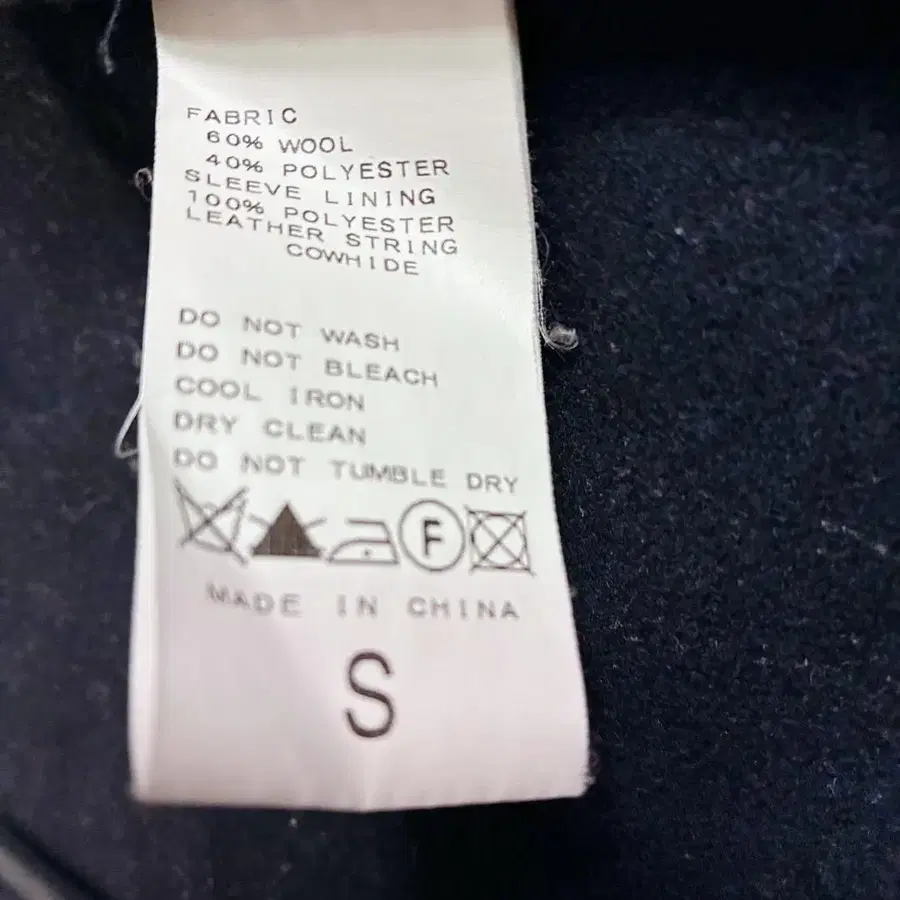 FABRIC
60% WOOL
40% POLYESTER
SLEEVE LINING
100% POLYESTER
LEATHER STRING
COWHIDE
DO NOT WASH
DO NOT BLEACH
COOL IRON
DRY CLEAN
DO NOT TUMBLE DRY
F
MADE IN CHINA
S